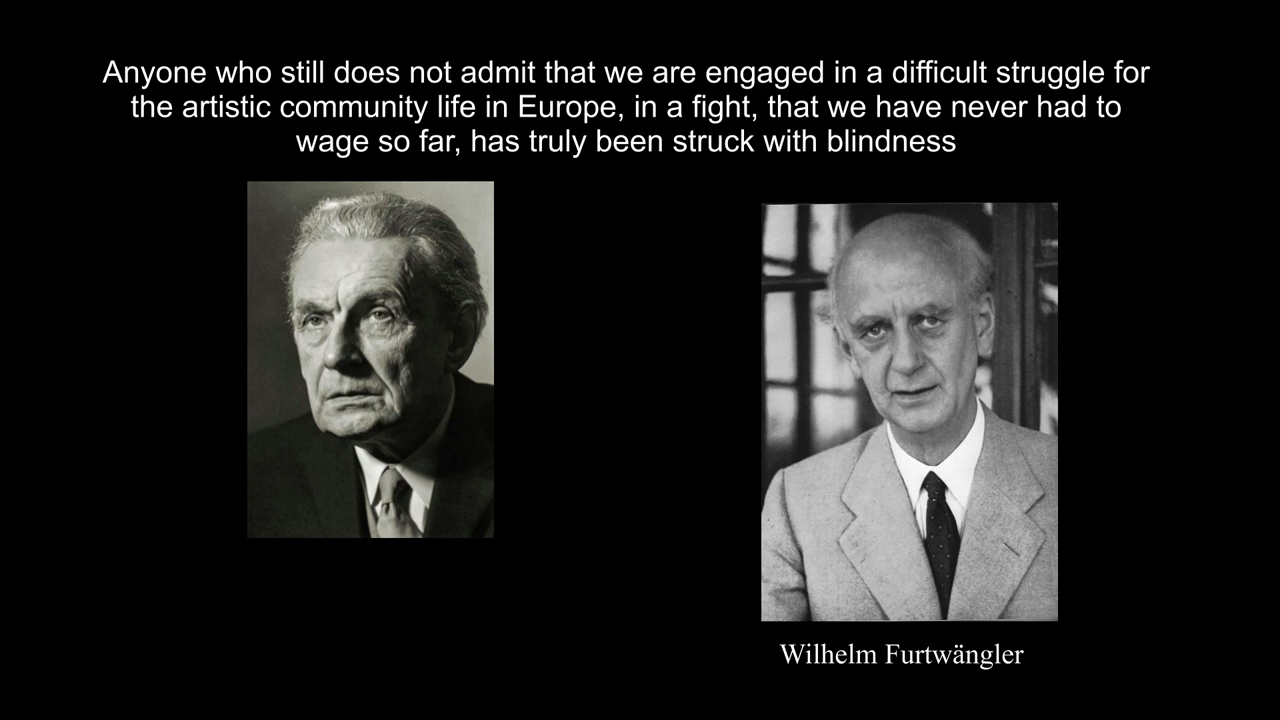 Anyone who still does not admit that we are engaged in a difficult struggle for
the artistic community life in Europe, in a fight, that we have never had to
wage so far, has truly been struck with blindness
Wilhelm Furtwängler